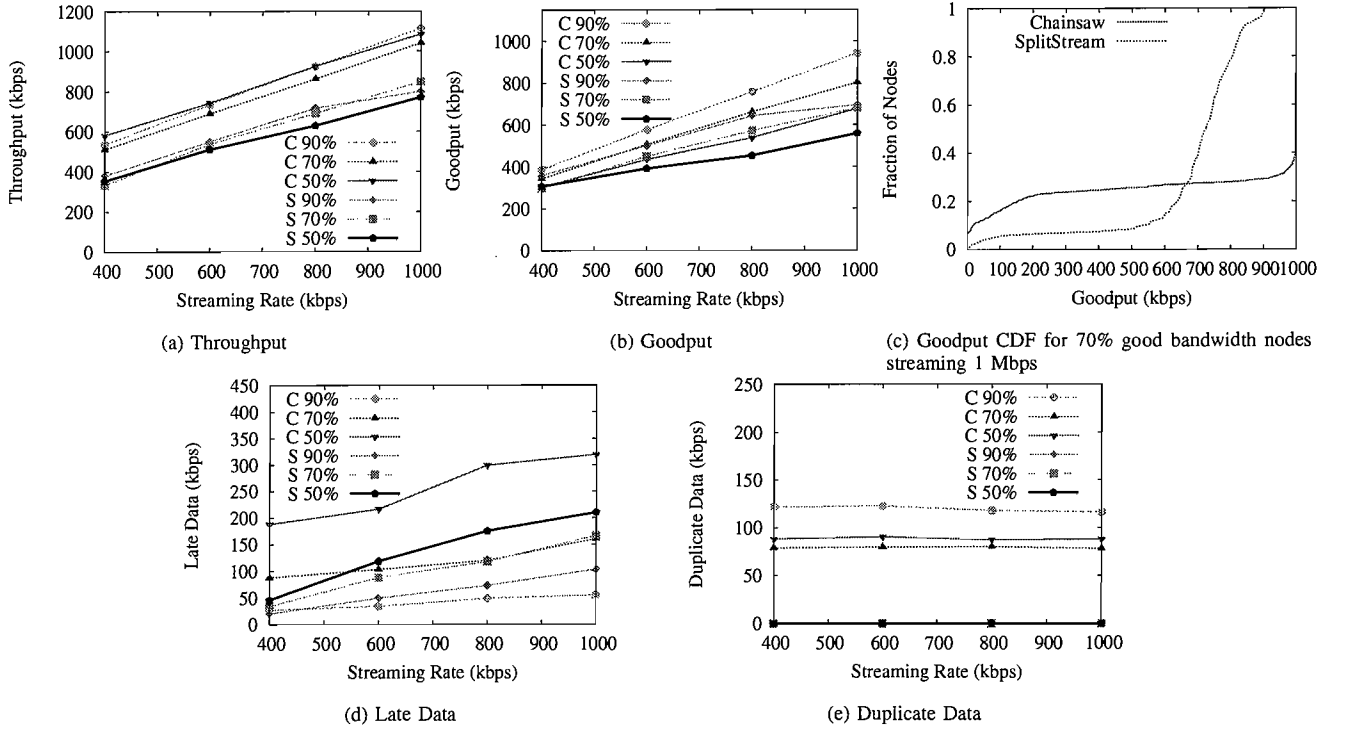 Throughput (kbps)
1200
1000
800
600
400
200
0
C 90%
C 70%
C 50%
S 90%
S 70%
S 50%
400 500 600 700 800 900 1000
Streaming Rate (kbps)
(a) Throughput
Goodput (kbps)
1000
800
600
400
200
0
C 90%
C 70%
C 50%
S 90%
S 70%
S 50%
400 500 600 700 800 900 1000
Streaming Rate (kbps)
(b) Goodput
Fraction of Nodes
1
0.8
0.6
0.4
0.2
0
Chainsaw
SplitStream
0 100 200 300 400 500 600 700 800 900 1000
Goodput (kbps)
(c) Goodput CDF for 70% good bandwidth nodes
streaming 1 Mbps
Late Data (kbps)
450
400
350
300
250
200
150
100
50
0
C 90%
C 70%
C 50%
S 90%
S 70%
S 50%
400 500 600 700 800 900 1000
Streaming Rate (kbps)
(d) Late Data
Duplicate Data (kbps)
250
200
150
100
50
0
C 90%
C 70%
C 50%
S 90%
S 70%
S 50%
400 500 600 700 800 900 1000
Streaming Rate (kbps)
(e) Duplicate Data